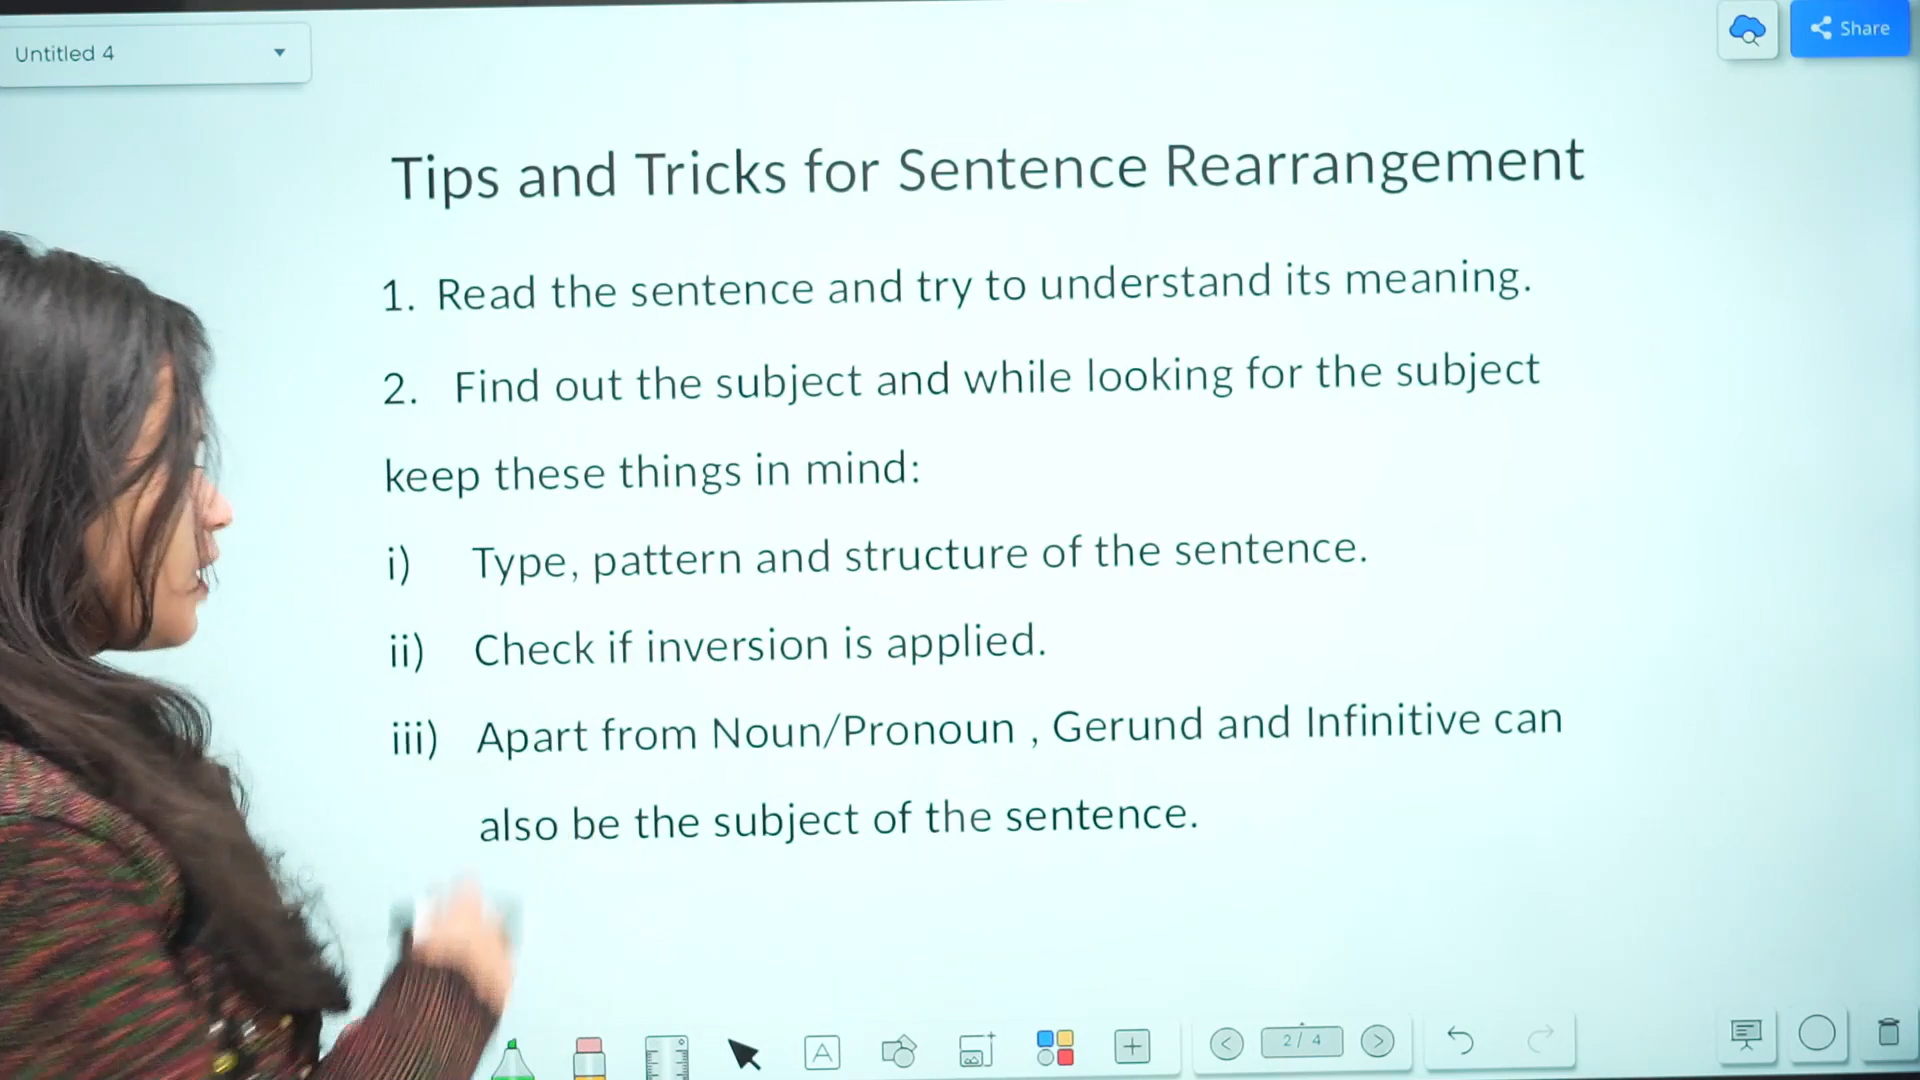 Untitled 4
Share
Tips and Tricks for Sentence Rearrangement
1. Read the sentence and try to understand its meaning.
2. Find out the subject and while looking for the subject
keep these things in mind:
i) Type, pattern and structure of the sentence.
ii) Check if inversion is applied.
iii) Apart from Noun/Pronoun , Gerund and Infinitive can
also be the subject of the sentence.
A
2 / 4